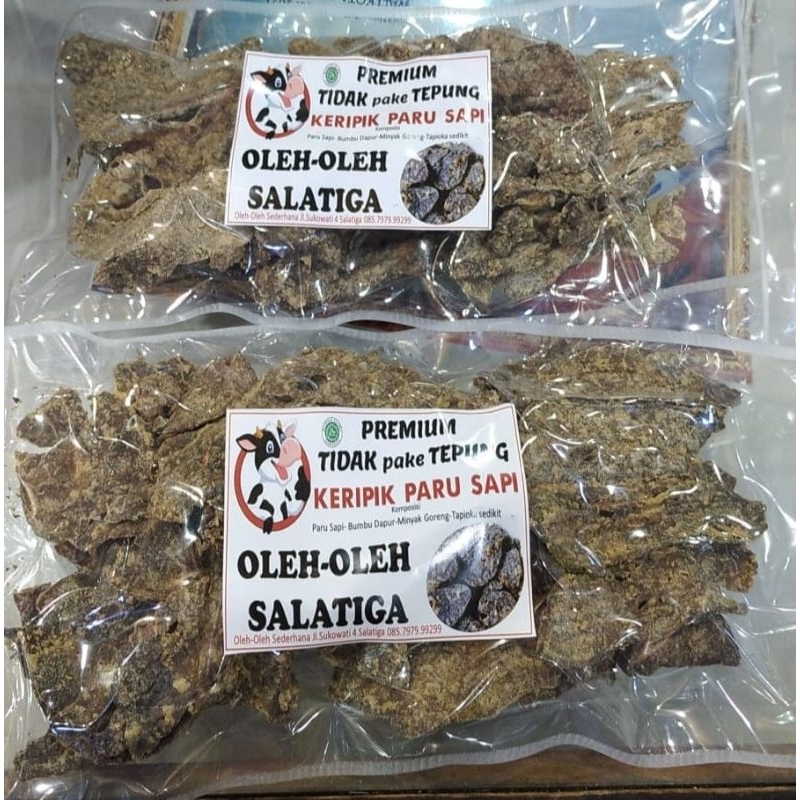 PREMIUM
TIDAK pake TEPUNG
KERIPIK PARU SAPI
Komposisi
Paru Sapi- Bumbu Dapur-Minyak Goreng-Tapioka sedikit
OLEH-OLEH
SALATIGA
Oleh-Oleh Sederhana Jl.Sukowati 4 Salatiga 085.7979.99299
PREMIUM
TIDAK pake TEPUNG
KERIPIK PARU SAPI
Komposisi
Paru Sapi- Bumbu Dapur-Minyak Goreng-Tapioka sedikit
OLEH-OLEH
SALATIGA
Oleh-Oleh Sederhana Jl.Sukowati 4 Salatiga 085.7979.99299